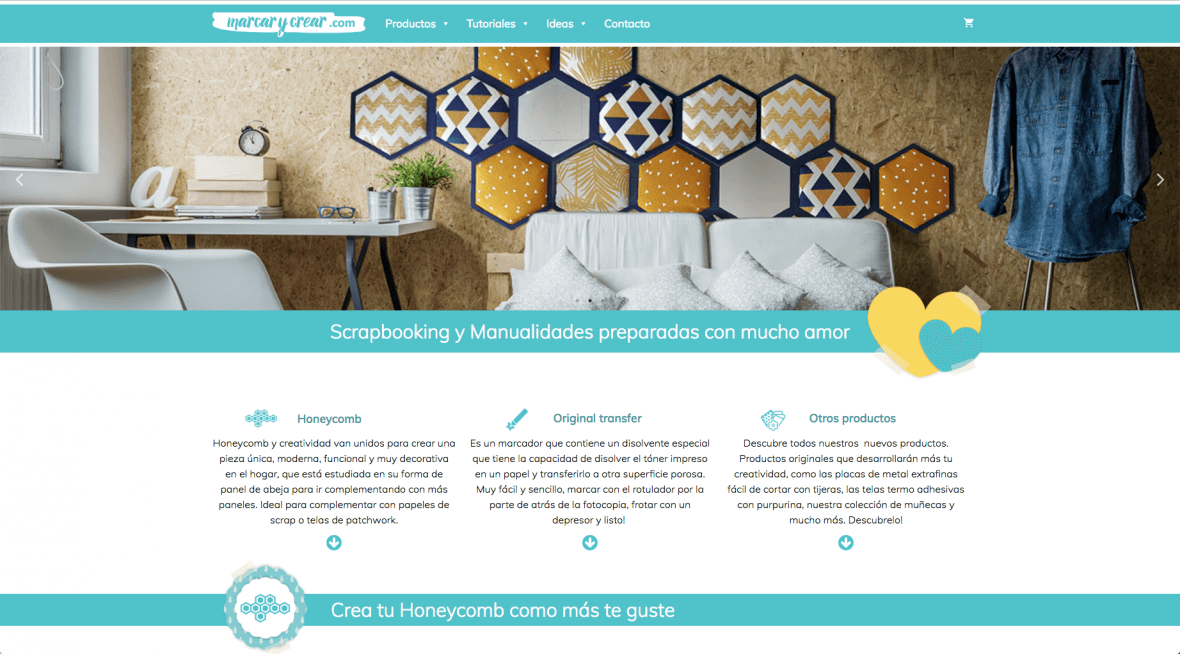 marcar y crear .com
Productos
Tutoriales
Ideas
Contacto
a
Scrapbooking y Manualidades preparadas con mucho amor
Honeycomb
Honeycomb y creatividad van unidos para crear una
pieza única, moderna, funcional y muy decorativa
en el hogar, que está estudiada en su forma de
panel de abeja para ir complementando con más
paneles. Ideal para complementar con papeles de
scrap o telas de patchwork.
Original transfer
Es un marcador que contiene un disolvente especial
que tiene la capacidad de disolver el tóner impreso
en un papel y transferirlo a otra superficie porosa.
Muy fácil y sencillo, marcar con el rotulador por la
parte de atrás de la fotocopia, frotar con un
depresor y listo!
Otros productos
Descubre todos nuestros  nuevos productos.
Productos originales que desarrollarán más tu
creatividad, como las placas de metal extrafinas
fácil de cortar con tijeras, las telas termo adhesivas
con purpurina, nuestra colección de muñecas y
mucho más. Descubrelo!
Crea tu Honeycomb como más te guste